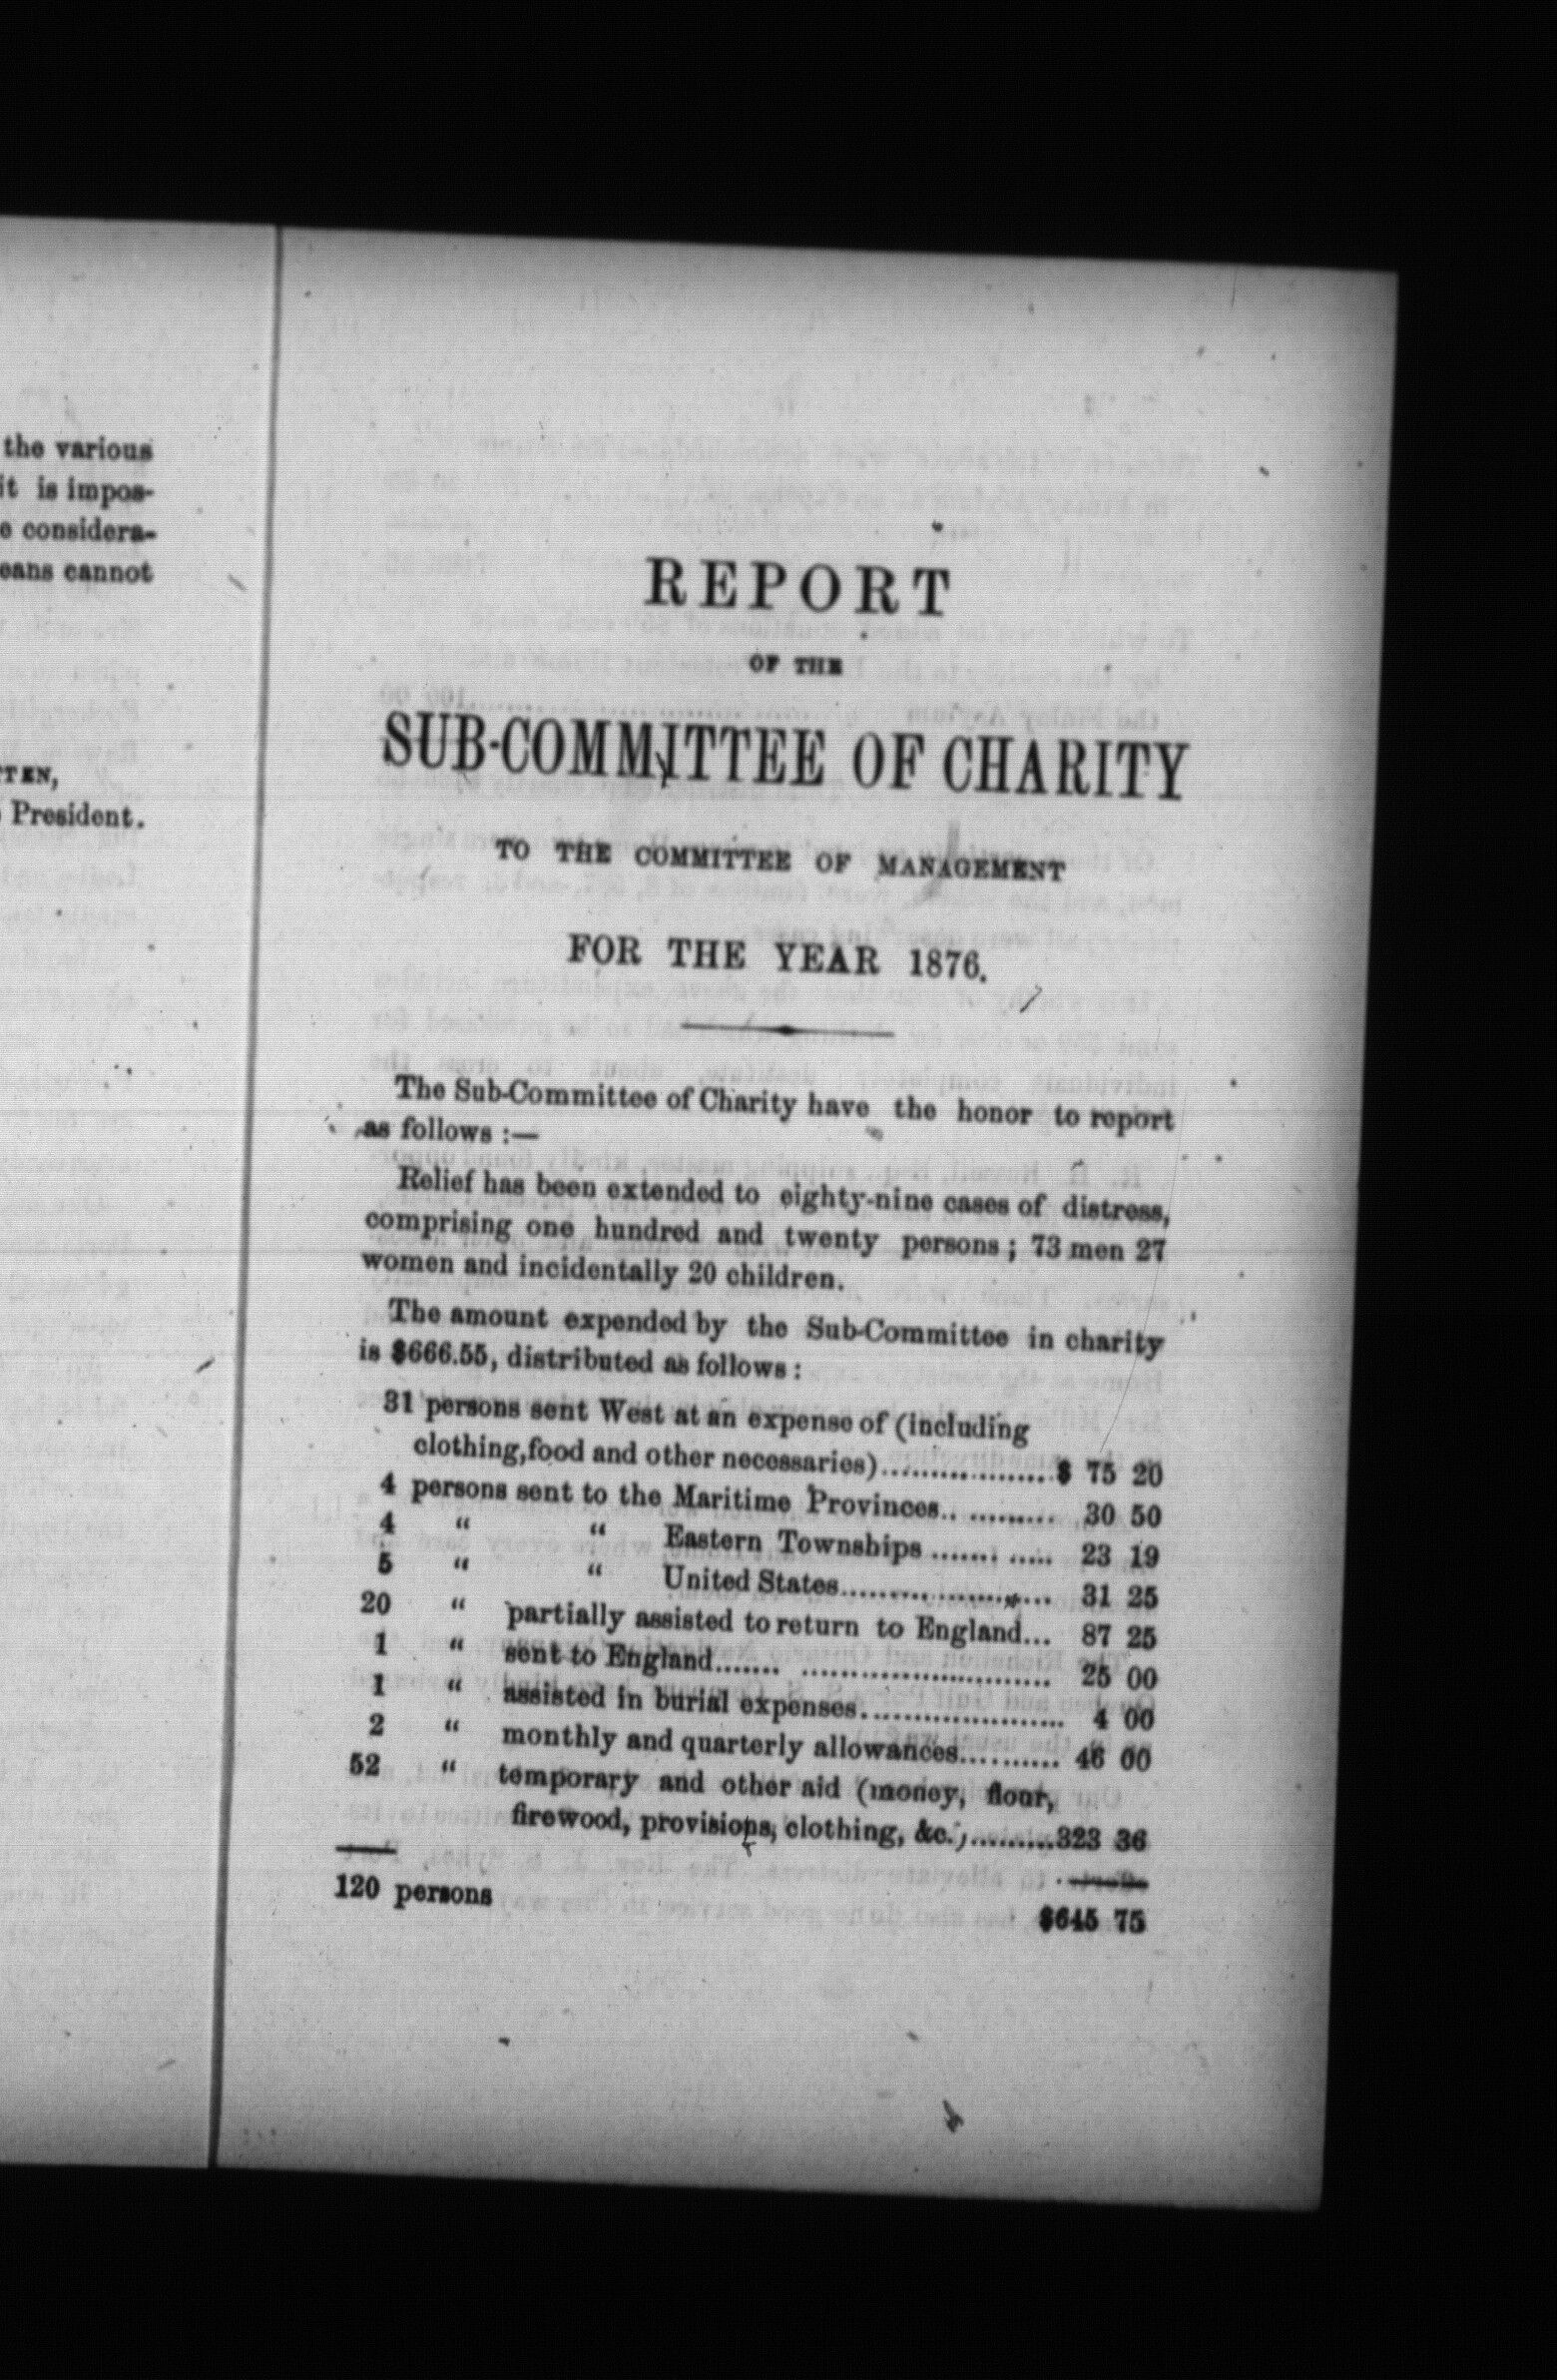 the various
it is impos-
considera-
cannot
President.
REPORT
OF THE
SUB-COMMITTEE OF CHARITY
TO THE COMMITTEE OF MANAGEMENT
FOR THE YEAR 1876.
The Sub-Committee of Charity have the honor to report
as follows :—
Relief has been extended to eighty-nine cases of distress,
comprising one hundred and twenty persons ; 73 men 27
women and incidentally 20 children.
The amount expended by the Sub-Committee in charity
is $666.55, distributed as follows :
31 persons sent West at an expense of (including
clothing,food and other necessaries)..................$ 75 20
4 persons sent to the Maritime Provinces.. ......... 30 50
4 “ “ Eastern Townships ....... ..... 23 19
5 “ “ United States...................... 31 25
20 “ partially assisted to return to England... 87 25
1 “ sent to England....... .......................... 25 00
1 “ assisted in burial expenses...................... 4 00
2 “ monthly and quarterly allowances.......... 46 00
52 “ temporary and other aid (money, flour,
firewood, provisions, clothing, &c.,).........323 36
120 persons
$645 75